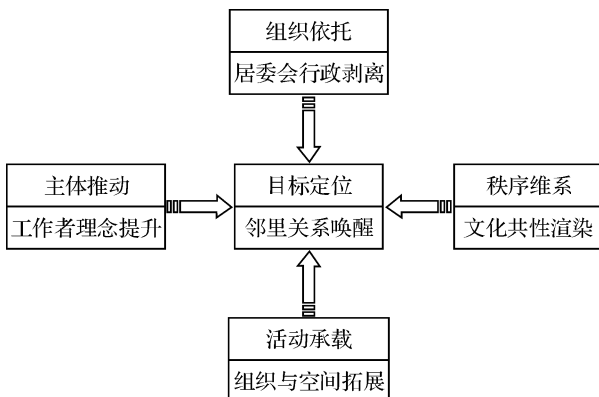 组织依托
居委会行政剥离
主体推动
工作者理念提升
目标定位
邻里关系唤醒
秩序维系
文化共性渲染
活动承载
组织与空间拓展